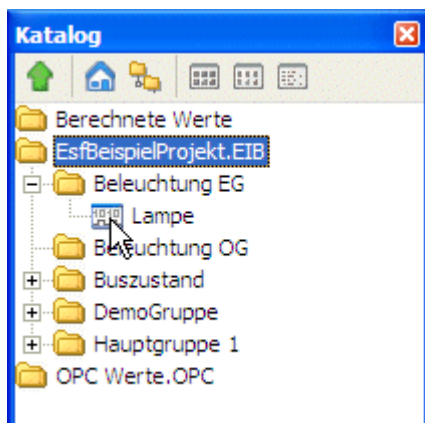 Katalog
Berechnete Werte
EsfBeispielProjekt.EIB
Beleuchtung EG
Lampe
Beleuchtung OG
Buszustand
DemoGruppe
Hauptgruppe 1
OPC Werte.OPC